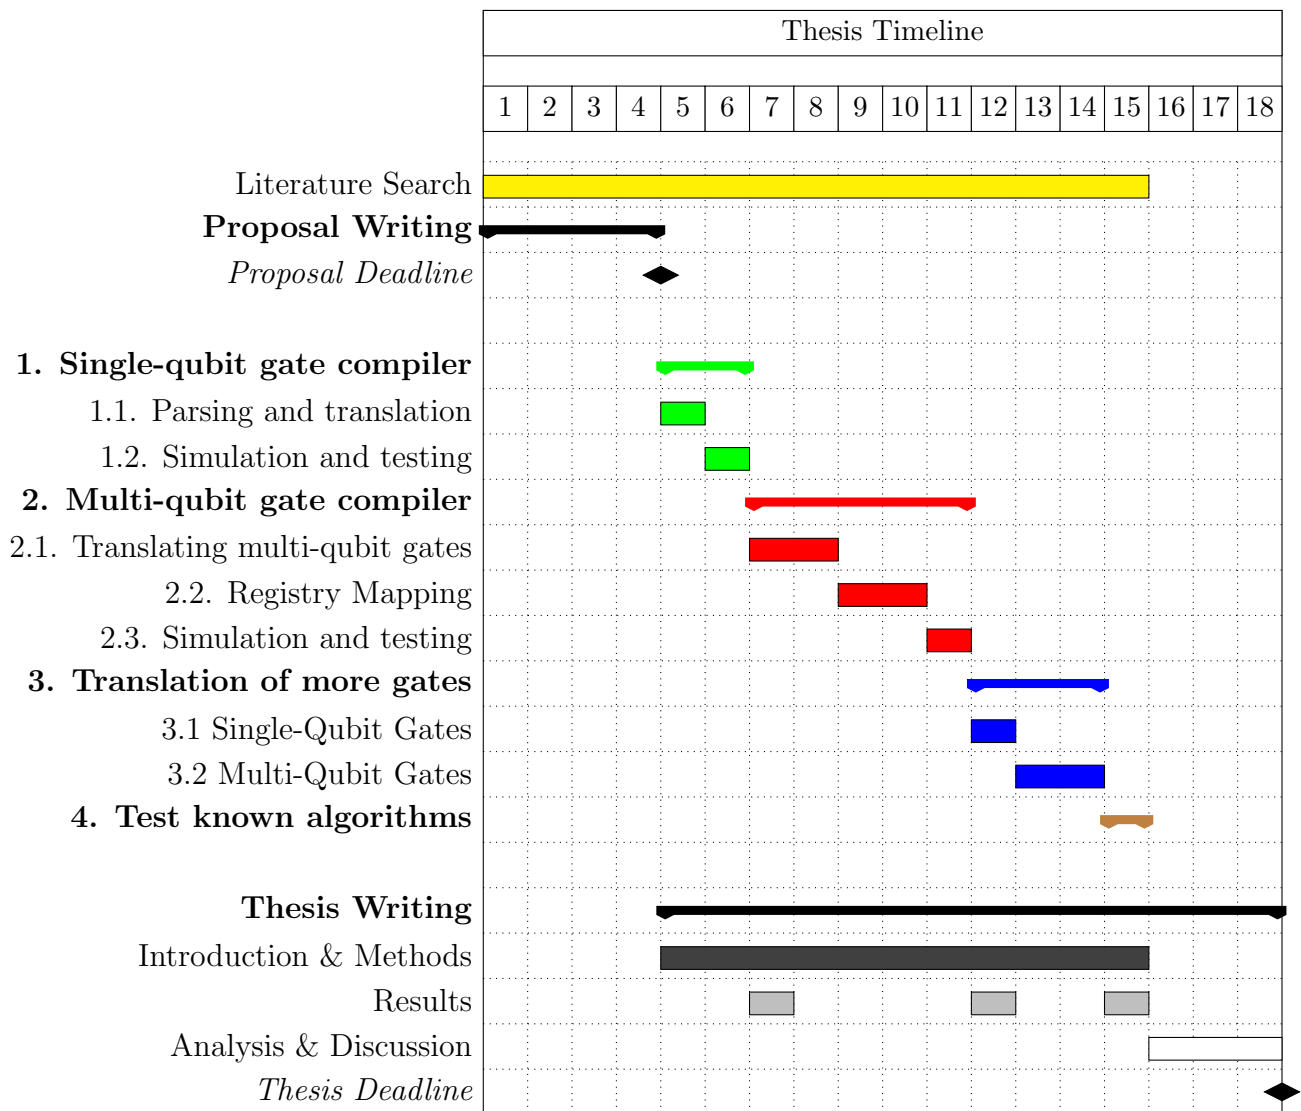 Thesis Timeline
1 2 3 4 5 6 7 8 9 10 11 12 13 14 15 16 17 18
Literature Search
Proposal Writing
Proposal Deadline
1. Single-qubit gate compiler
1.1. Parsing and translation
1.2. Simulation and testing
2. Multi-qubit gate compiler
2.1. Translating multi-qubit gates
2.2. Registry Mapping
2.3. Simulation and testing
3. Translation of more gates
3.1 Single-Qubit Gates
3.2 Multi-Qubit Gates
4. Test known algorithms
Thesis Writing
Introduction & Methods
Results
Analysis & Discussion
Thesis Deadline